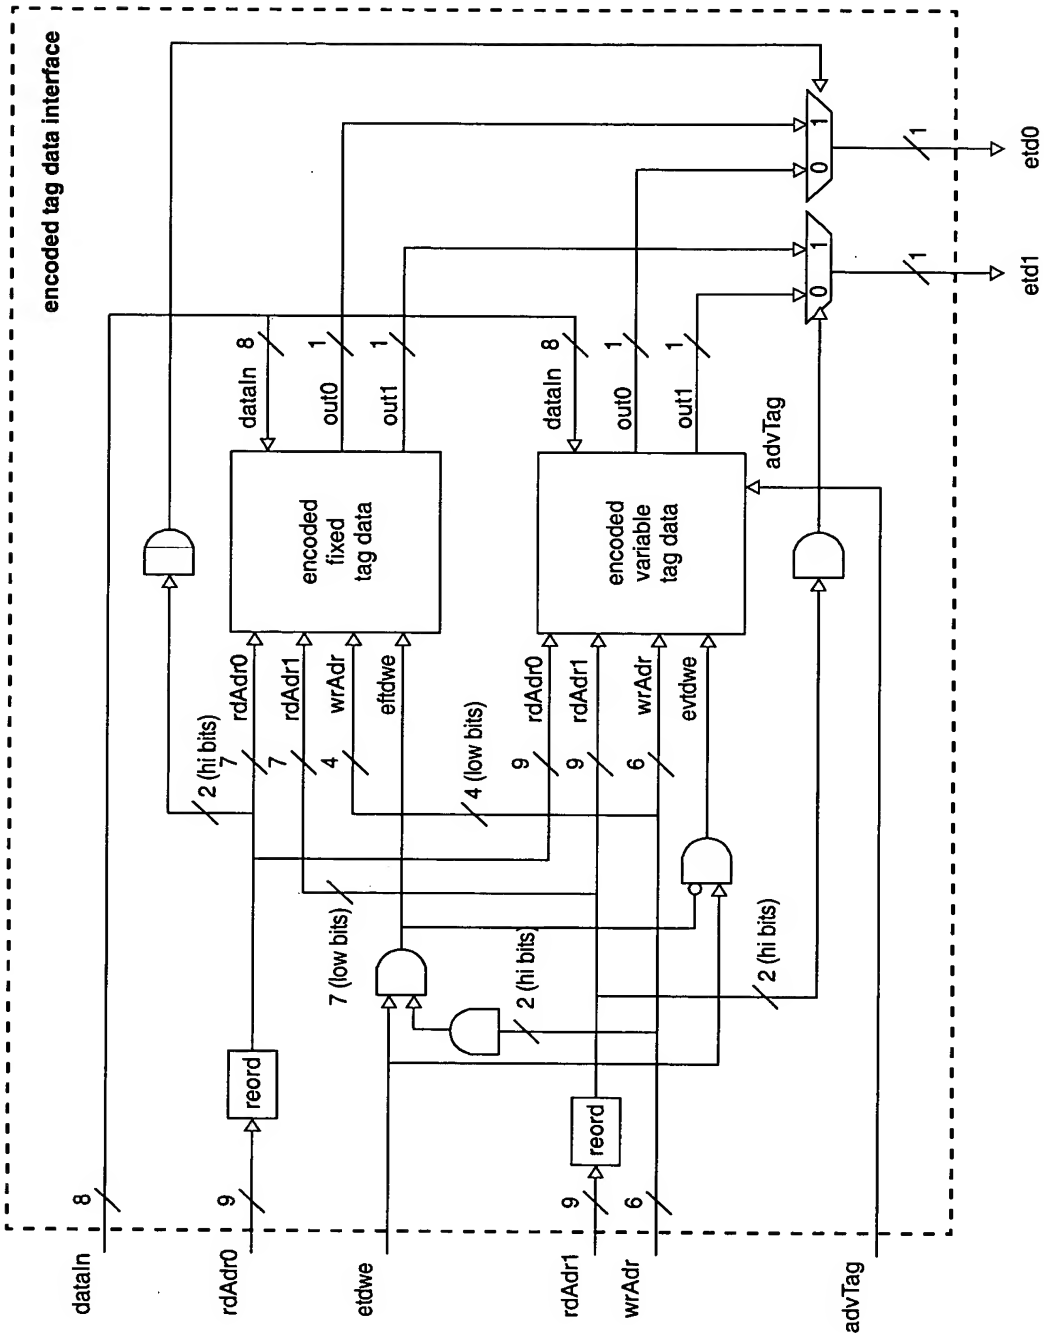 encoded tag data interface
dataIn
8
rdAdr0
9
etdwe
rdAdr1
9
wrAdr
6
advTag
reord
reord
2 (hi bits)
7 (low bits)
2 (hi bits)
4 (low bits)
2 (hi bits)
7
rdAdr0
7
rdAdr1
4
wrAdr
eftdwe
encoded
fixed
tag data
dataIn
8
out0
1
out1
1
9
rdAdr0
9
rdAdr1
6
wrAdr
evtdwe
encoded
variable
tag data
dataIn
8
out0
1
out1
1
advTag
0
1
0
1
1
etd0
1
etd1